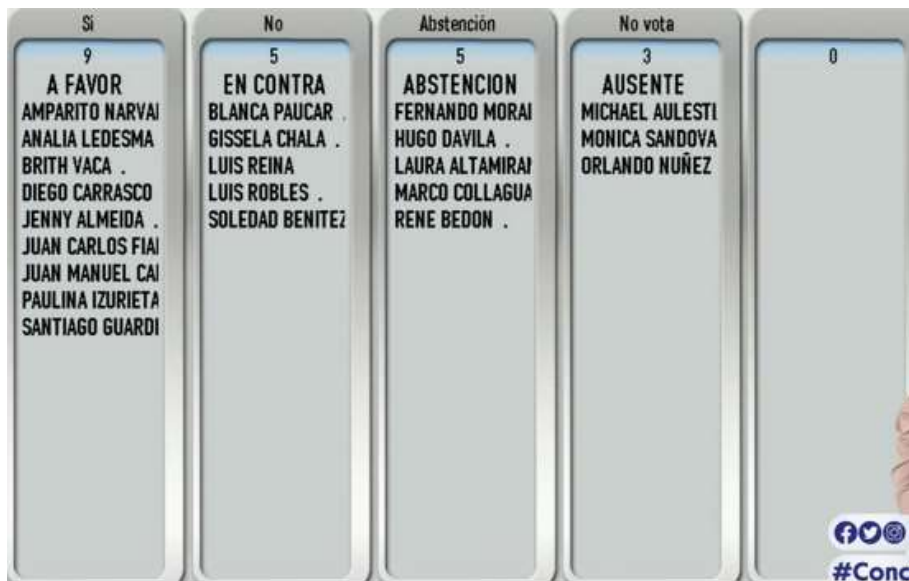 Si
9
A FAVOR
AMPARITO NARVAI
ANALIA LEDESMA
BRITH VACA .
DIEGO CARRASCO
JENNY ALMEIDA .
JUAN CARLOS FIAI
JUAN MANUEL CAI
PAULINA IZURIETA
SANTIAGO GUARDI
No
5
EN CONTRA
BLANCA PAUCAR .
GISSELA CHALA .
LUIS REINA
LUIS ROBLES .
SOLEDAD BENITEZ
Abstención
5
ABSTENCION
FERNANDO MORAI
HUGO DAVILA .
LAURA ALTAMIRAN
MARCO COLLAGUA
RENE BEDON .
No vota
3
AUSENTE
MICHAEL AULESTI
MONICA SANDOVA
ORLANDO NUÑEZ
0
#Conc